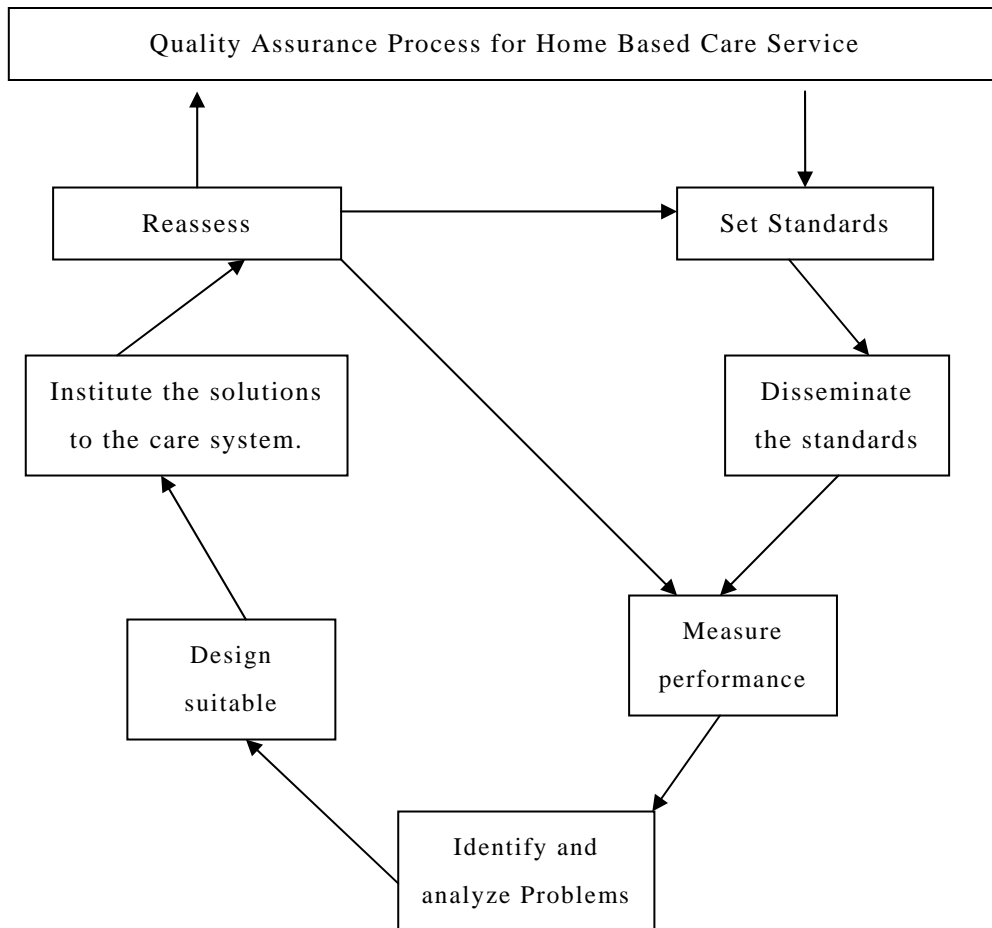 Quality Assurance Process for Home Based Care Service
Reassess
Set Standards
Institute the solutions
to the care system.
Disseminate
the standards
Design
suitable
Measure
performance
Identify and
analyze Problems